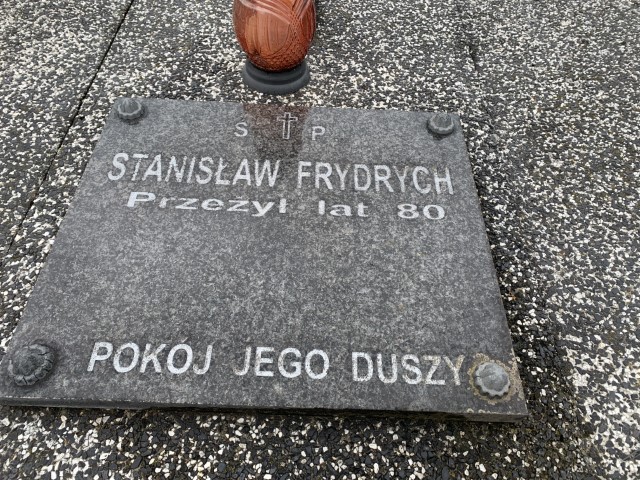 S † P
STANISŁAW FRYDRYCH
Przeżył lat 80
POKÓJ JEGO DUSZY